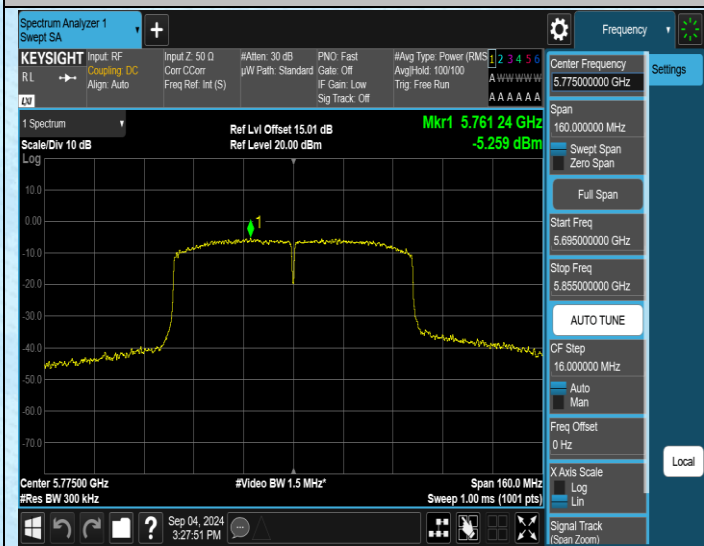 Spectrum Analyzer 1
Swept SA
+
Frequency
KEYSIGHT
R L
LXI
Input: RF
Coupling: DC
Align: Auto
Input Z: 50 Ω
Corr CCorr
Freq Ref: Int (S)
#Atten: 30 dB
µW Path: Standard
PNO: Fast
Gate: Off
IF Gain: Low
Sig Track: Off
#Avg Type: Power (RMS
Avg|Hold: 100/100
Trig: Free Run
1 2 3 4 5 6
A W W W W W
A A A A A A
Center Frequency
5.775000000 GHz
Settings
Span
160.000000 MHz
Swept Span
Zero Span
Full Span
Start Freq
5.695000000 GHz
Stop Freq
5.855000000 GHz
AUTO TUNE
CF Step
16.000000 MHz
Auto
Man
Freq Offset
0 Hz
X Axis Scale
Log
Lin
Signal Track
(Span Zoom)
Local
1 Spectrum
Scale/Div 10 dB
Log
Ref Lvl Offset 15.01 dB
Ref Level 20.00 dBm
Mkr1 5.761 24 GHz
-5.259 dBm
1
10.0
0.00
-10.0
-20.0
-30.0
-40.0
-50.0
-60.0
-70.0
Center 5.77500 GHz
#Res BW 300 kHz
#Video BW 1.5 MHz*
Span 160.0 MHz
Sweep 1.00 ms (1001 pts)
?
Sep 04, 2024
3:27:51 PM